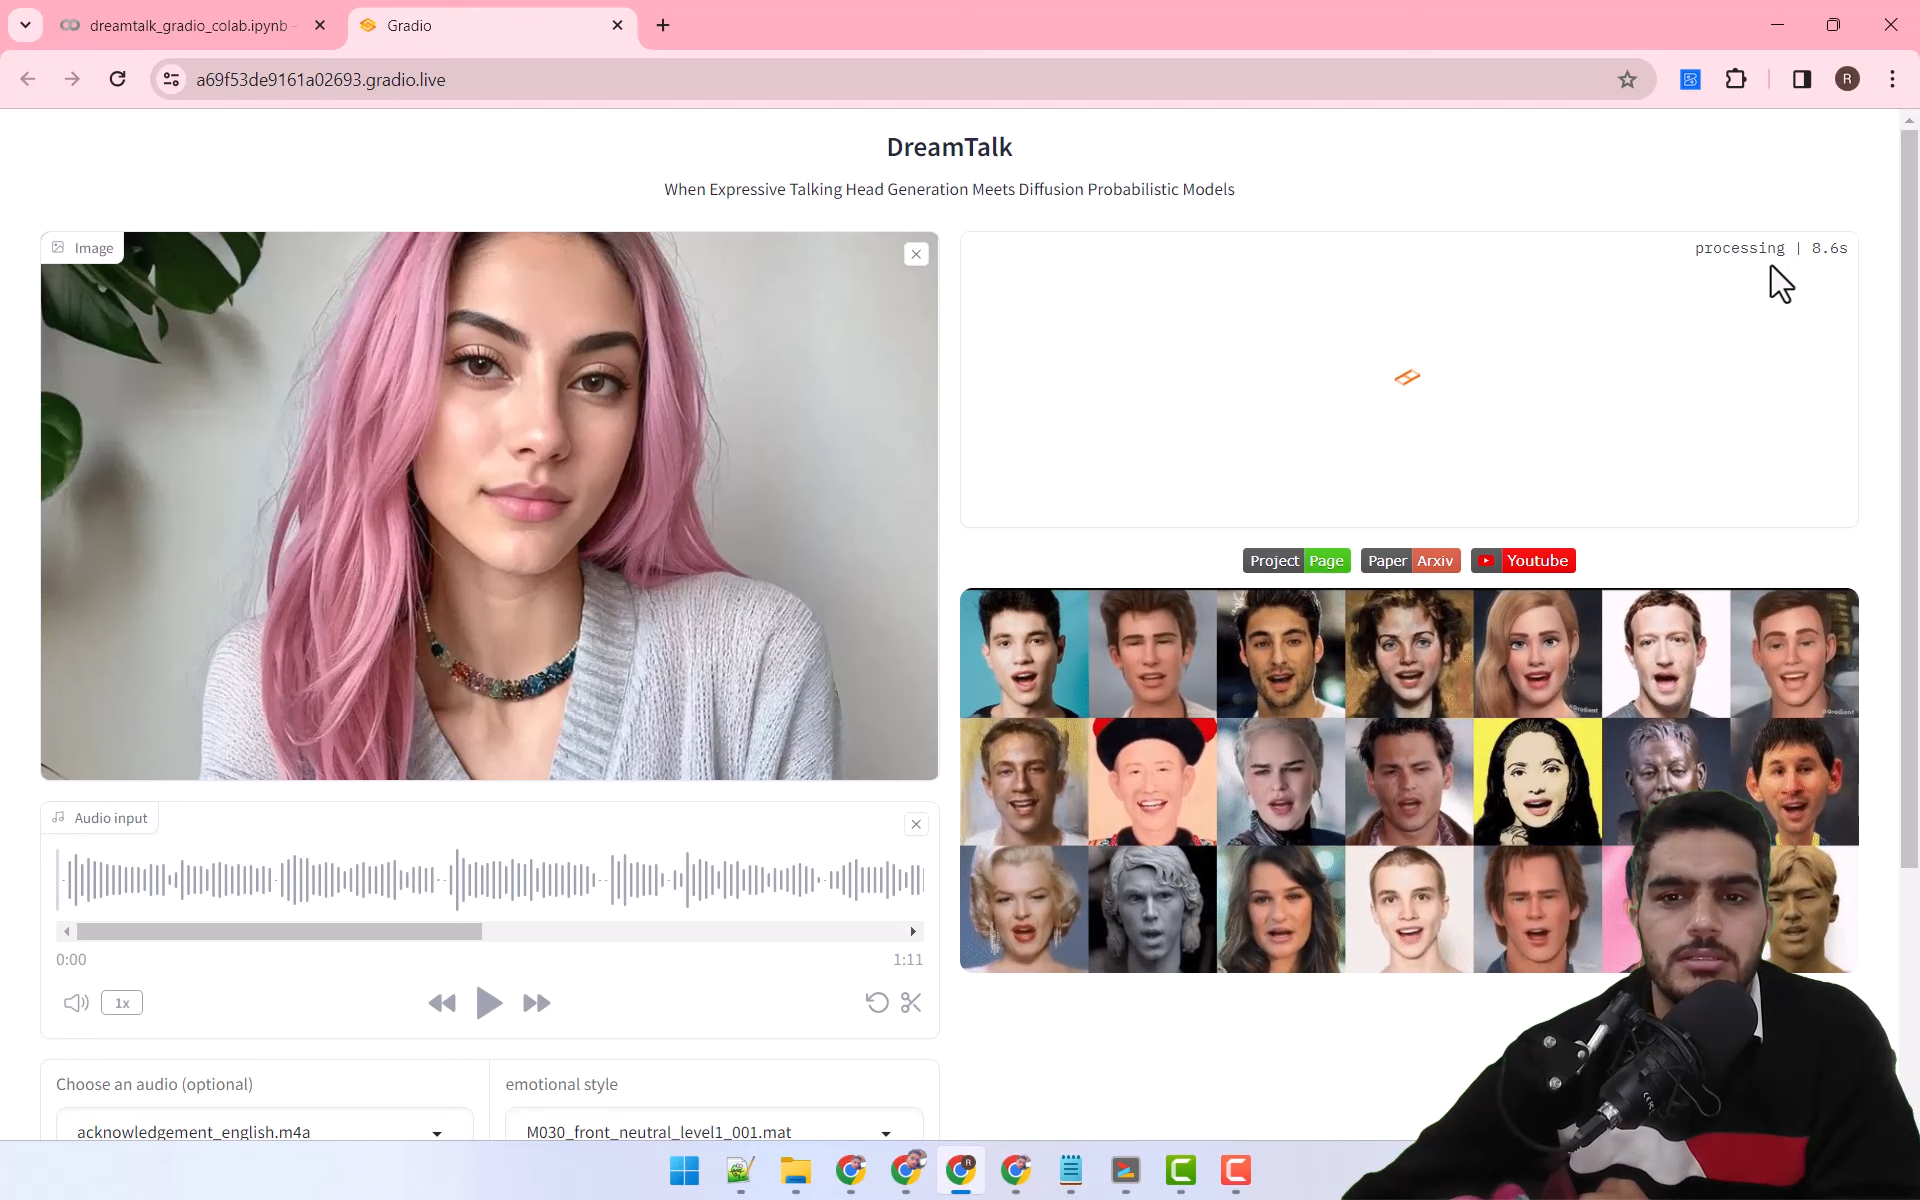 dreamtalk_gradio_colab.ipynb -
Gradio
a69f53de9161a02693.gradio.live
R
DreamTalk
When Expressive Talking Head Generation Meets Diffusion Probabilistic Models
Image
processing | 8.6s
Project Page
Paper Arxiv
Youtube
Audio input
0:00
1:11
1x
Choose an audio (optional)
emotional style
acknowledgement_english.m4a
M030_front_neutral_level1_001.mat